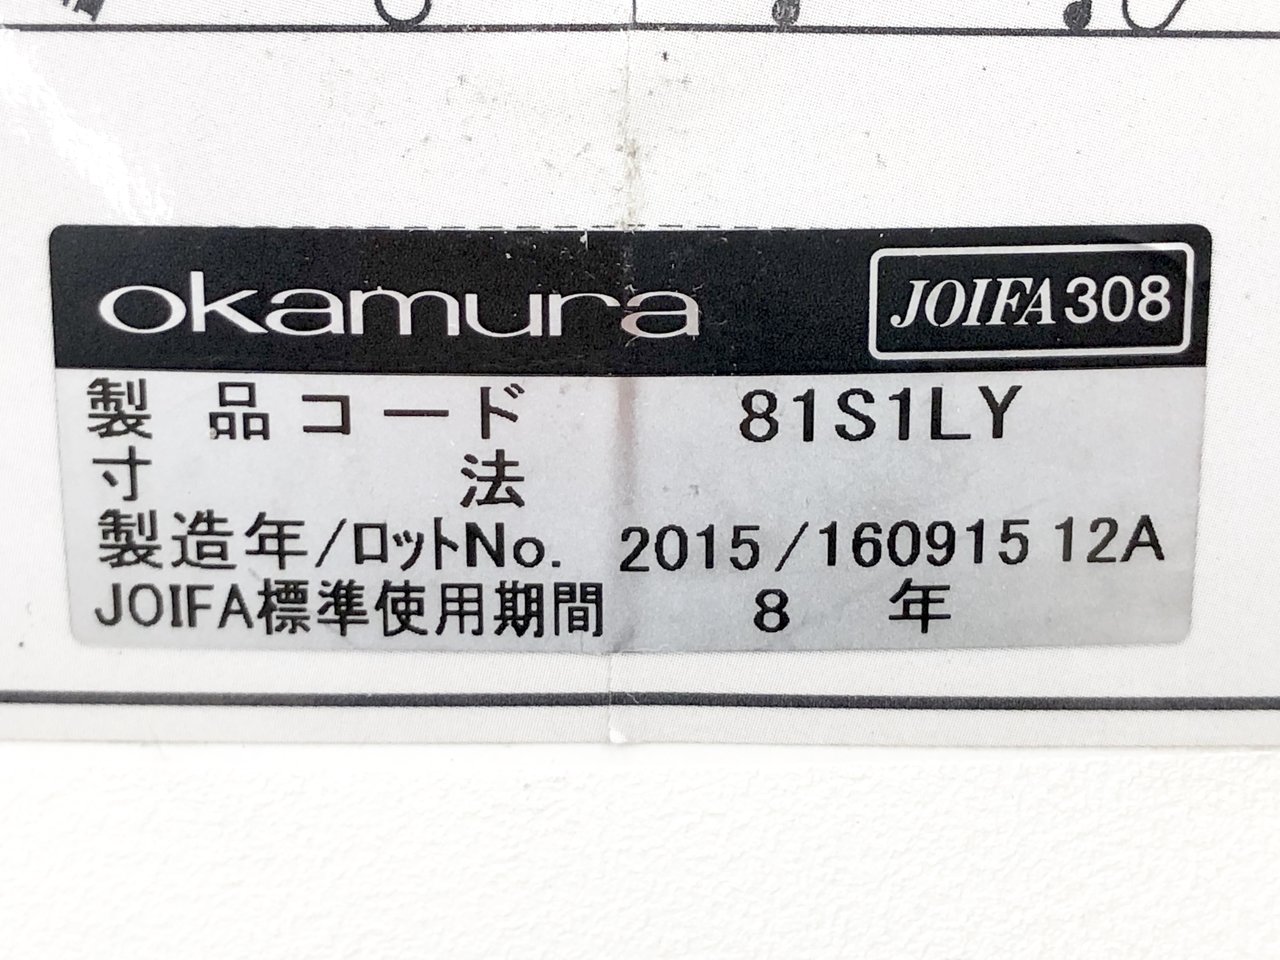 okamura JOIFA308
製品コード 81S1LY
寸法
製造年/ロットNo. 2015/160915 12A
JOIFA標準使用期間 8 年